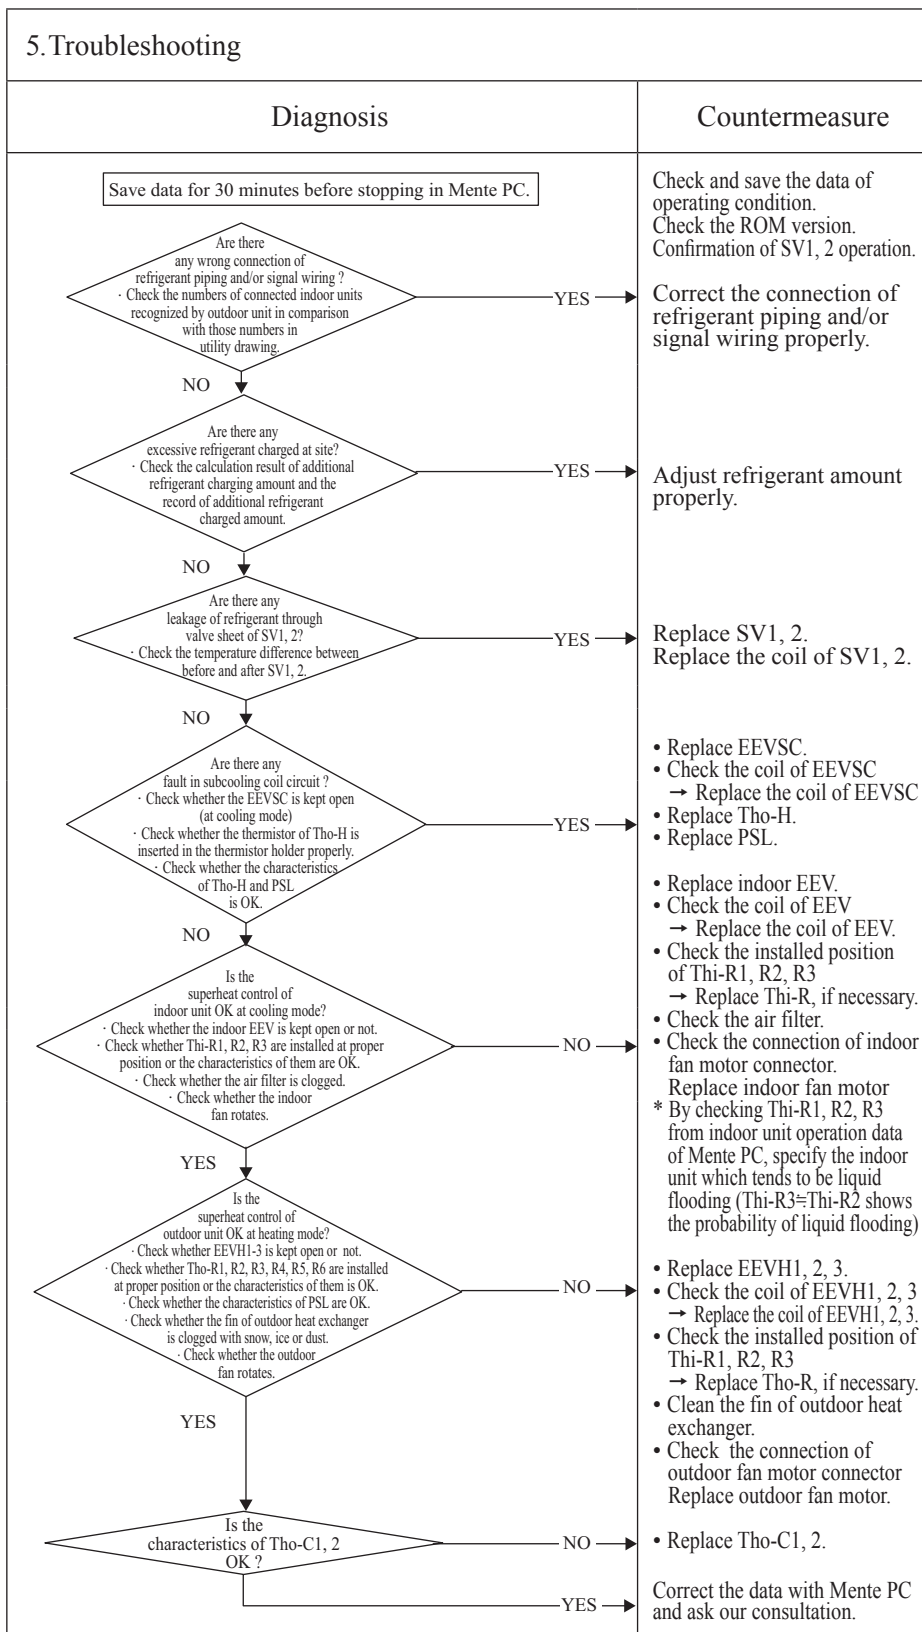 5.Troubleshooting
Diagnosis
Countermeasure
Save data for 30 minutes before stopping in Mente PC.
Check and save the data of
operating condition.
Check the ROM version.
Confirmation of SV1, 2 operation.
Are there
any wrong connection of
refrigerant piping and/or signal wiring ?
· Check the numbers of connected indoor units
recognized by outdoor unit in comparison
with those numbers in
utility drawing.
YES
Correct the connection of
refrigerant piping and/or
signal wiring properly.
NO
Are there any
excessive refrigerant charged at site?
· Check the calculation result of additional
refrigerant charging amount and the
record of additional refrigerant
charged amount.
YES
Adjust refrigerant amount
properly.
NO
Are there any
leakage of refrigerant through
valve sheet of SV1, 2?
· Check the temperature difference between
before and after SV1, 2.
YES
Replace SV1, 2.
Replace the coil of SV1, 2.
NO
Are there any
fault in subcooling coil circuit ?
· Check whether the EEVSC is kept open
(at cooling mode)
· Check whether the thermistor of Tho-H is
inserted in the thermistor holder properly.
· Check whether the characteristics
of Tho-H and PSL
is OK.
YES
• Replace EEVSC.
• Check the coil of EEVSC
→ Replace the coil of EEVSC
• Replace Tho-H.
• Replace PSL.
NO
Is the
superheat control of
indoor unit OK at cooling mode?
· Check whether the indoor EEV is kept open or not.
· Check whether Thi-R1, R2, R3 are installed at proper
position or the characteristics of them are OK.
· Check whether the air filter is clogged.
· Check whether the indoor
fan rotates.
NO
• Replace indoor EEV.
• Check the coil of EEV
→ Replace the coil of EEV.
• Check the installed position
of Thi-R1, R2, R3
→ Replace Thi-R, if necessary.
• Check the air filter.
• Check the connection of indoor
fan motor connector.
Replace indoor fan motor
* By checking Thi-R1, R2, R3
from indoor unit operation data
of Mente PC, specify the indoor
unit which tends to be liquid
flooding (Thi-R3≒Thi-R2 shows
the probability of liquid flooding)
YES
Is the
superheat control of
outdoor unit OK at heating mode?
· Check whether EEVH1-3 is kept open or not.
· Check whether Tho-R1, R2, R3, R4, R5, R6 are installed
at proper position or the characteristics of them is OK.
· Check whether the characteristics of PSL are OK.
· Check whether the fin of outdoor heat exchanger
is clogged with snow, ice or dust.
· Check whether the outdoor
fan rotates.
NO
• Replace EEVH1, 2, 3.
• Check the coil of EEVH1, 2, 3
→ Replace the coil of EEVH1, 2, 3.
• Check the installed position of
Thi-R1, R2, R3
→ Replace Tho-R, if necessary.
• Clean the fin of outdoor heat
exchanger.
• Check the connection of
outdoor fan motor connector
Replace outdoor fan motor.
YES
Is the
characteristics of Tho-C1, 2
OK ?
NO
• Replace Tho-C1, 2.
YES
Correct the data with Mente PC
and ask our consultation.